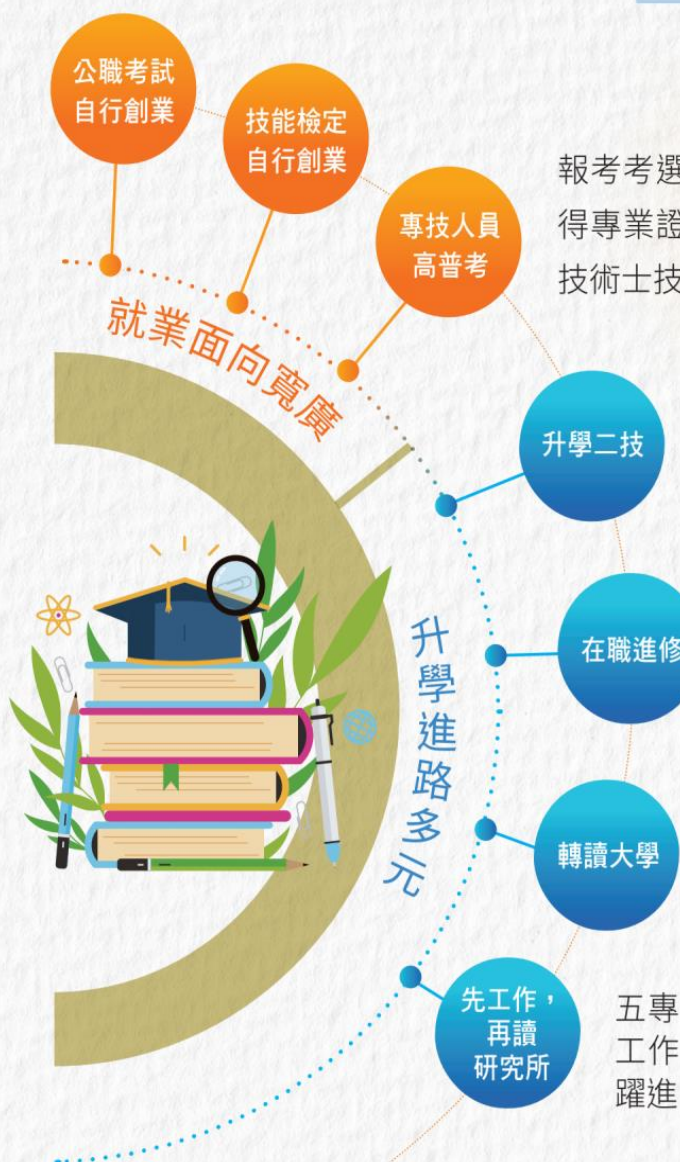 公職考試
自行創業
技能檢定
自行創業
專技人員
高普考
報考考選
得專業證
技術士技
就業面向寬廣
升學二技
在職進修
升學進路多元
轉讀大學
先工作，
再讀
研究所
五專
工作
躍進